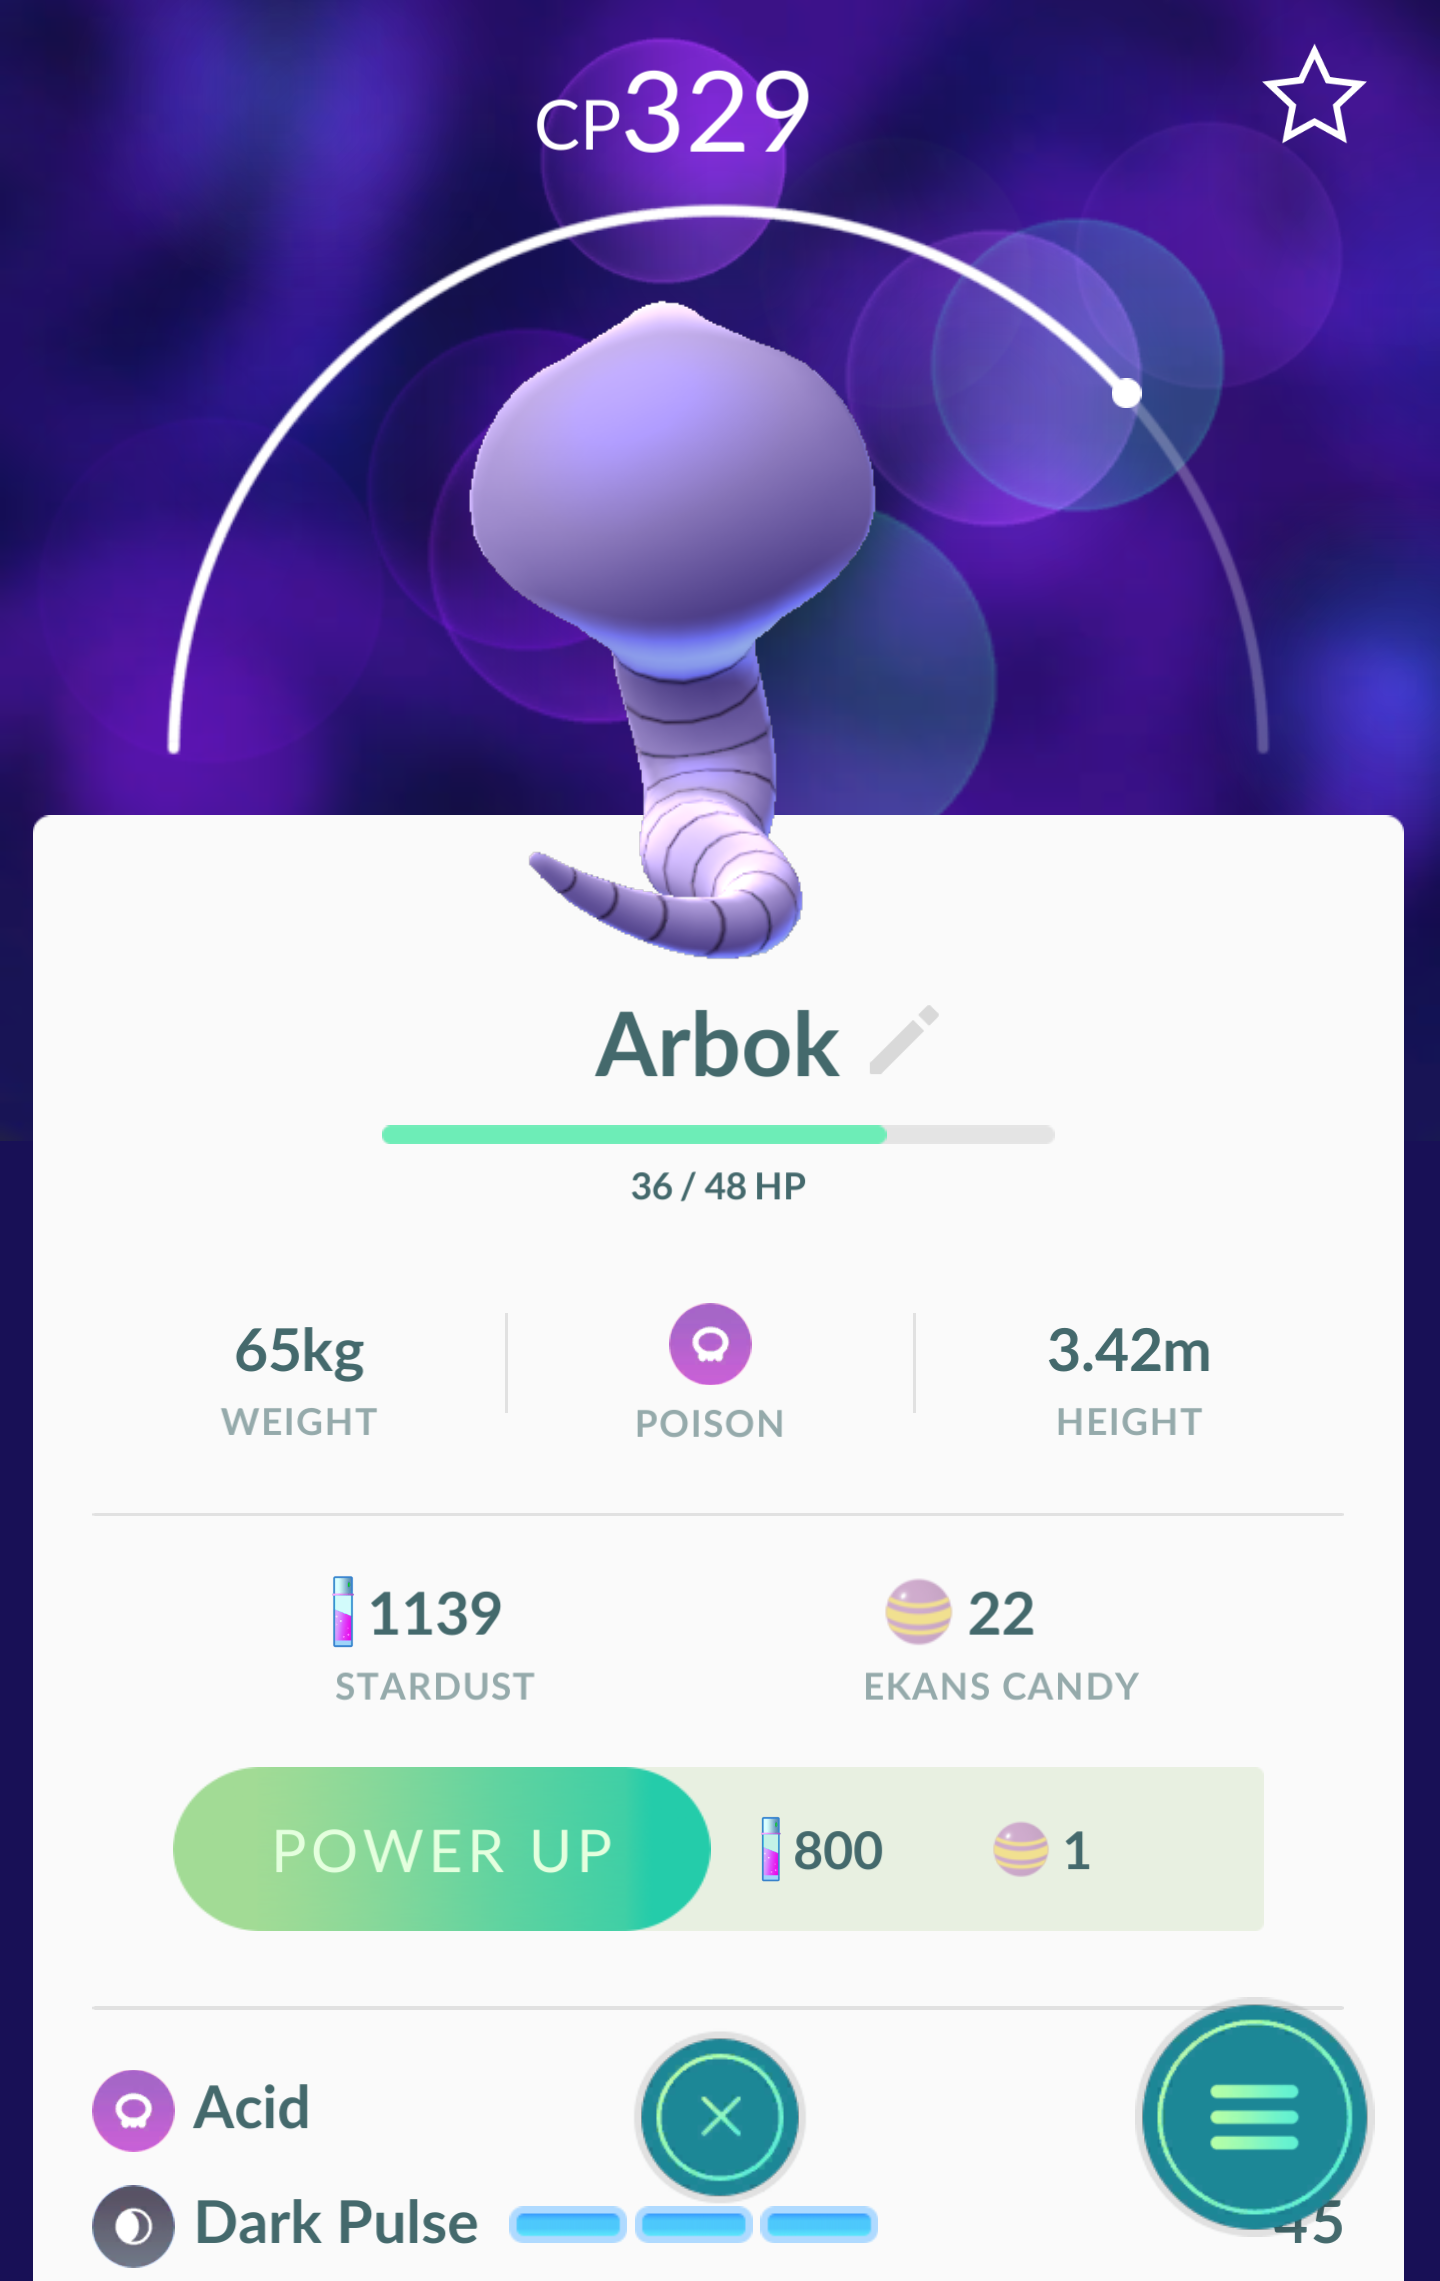 CP329
Arbok
36 / 48 HP
65kg
WEIGHT
POISON
3.42m
HEIGHT
1139
STARDUST
22
EKANS CANDY
POWER UP 800 1
Acid
Dark Pulse 45